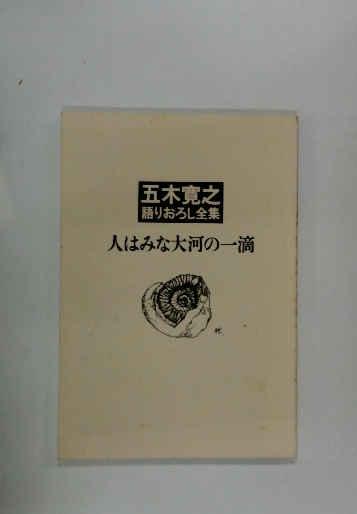 五木寛之
語りおろし全集
人はみな大河の一滴